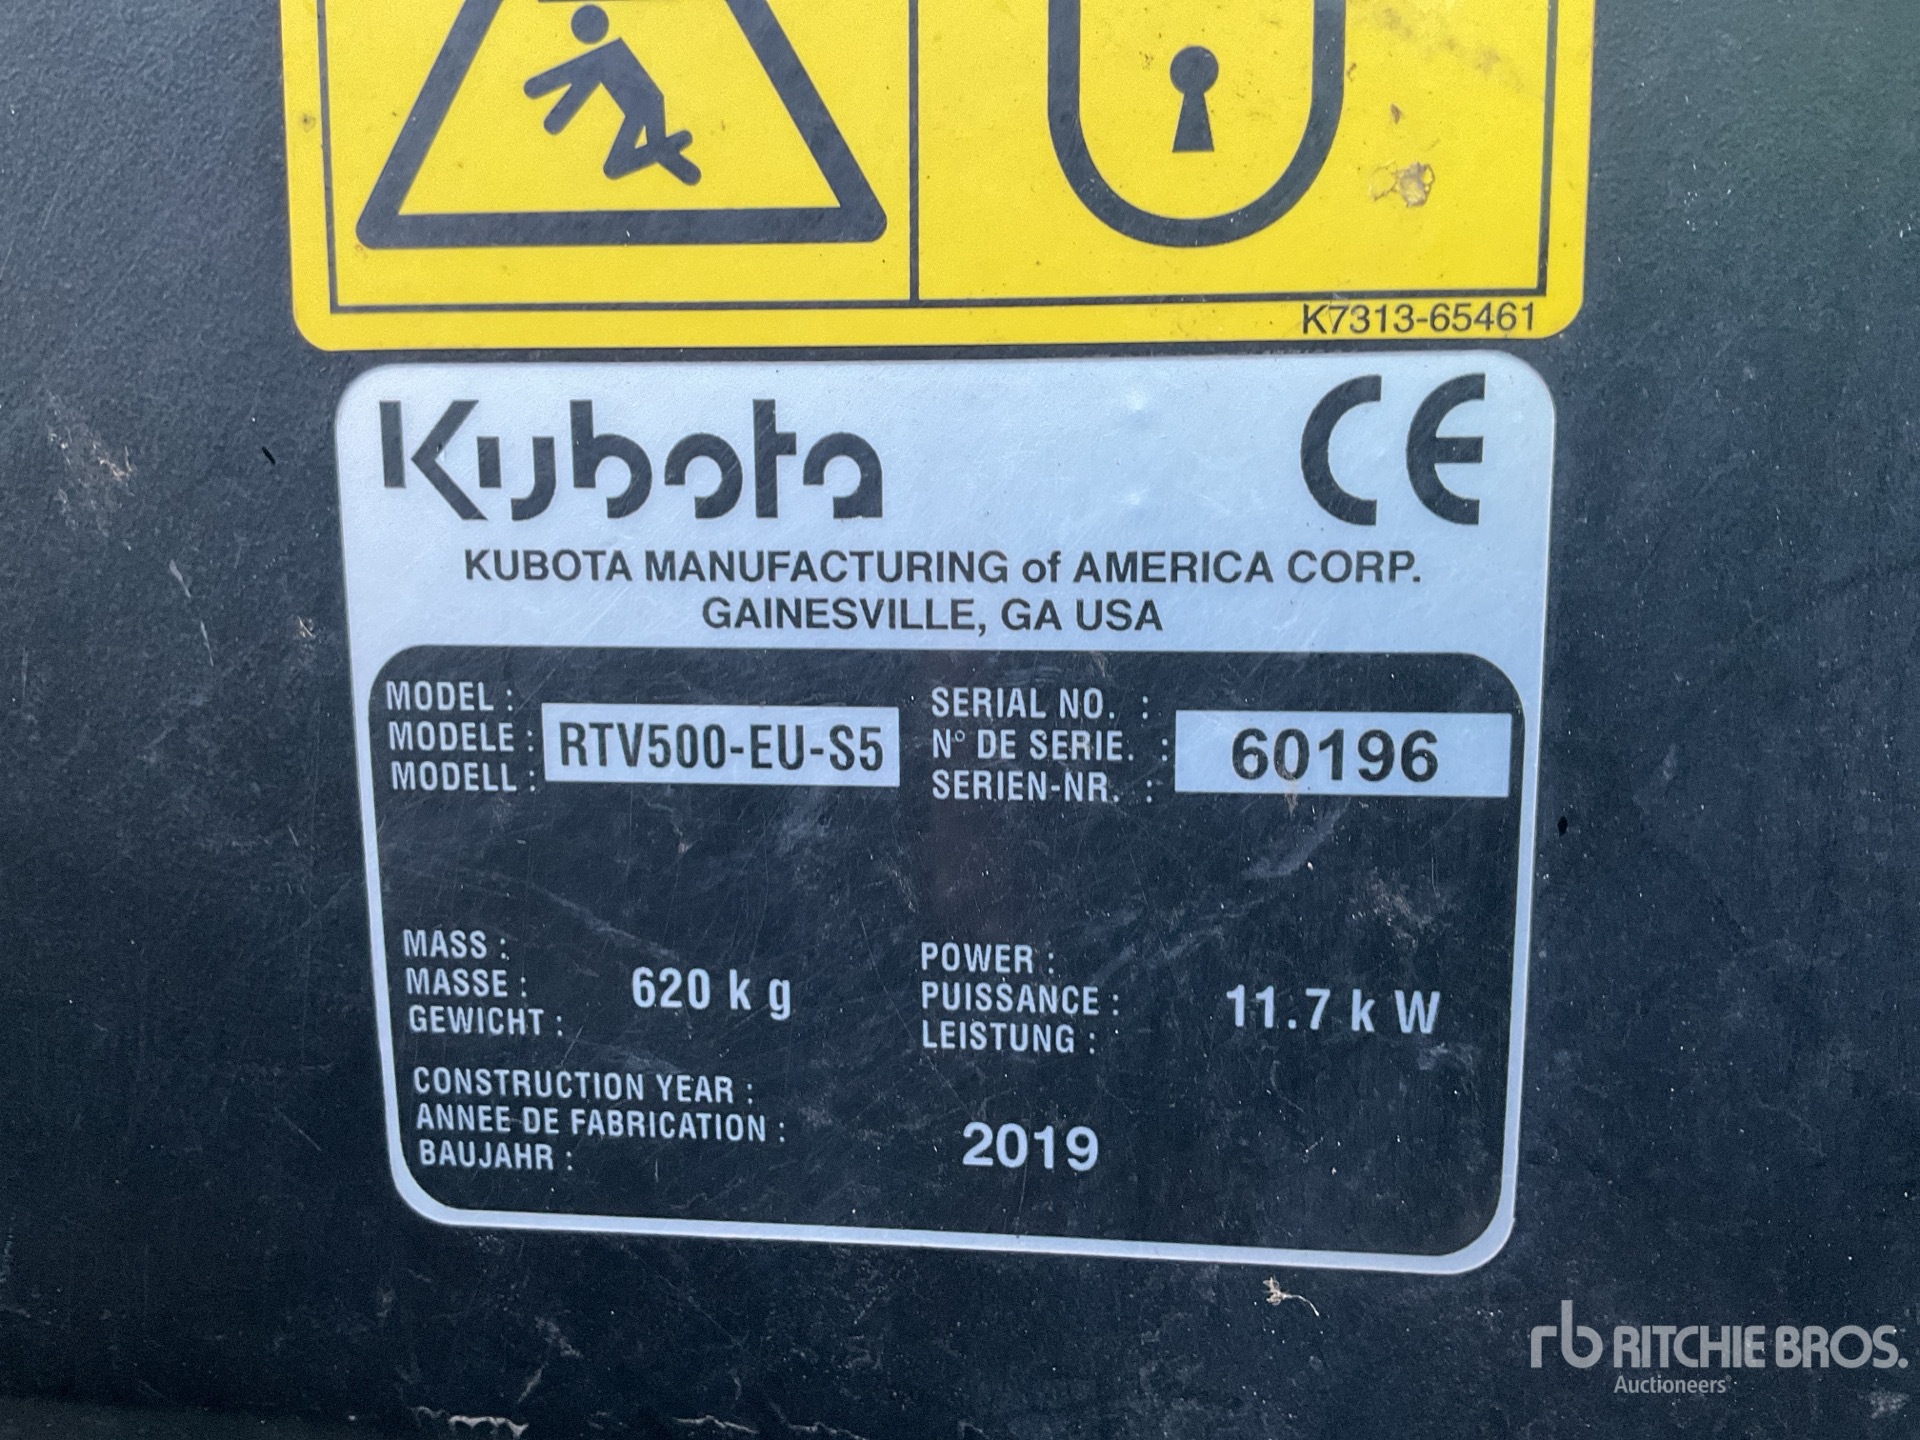 K7313-65461
Kubota CE
KUBOTA MANUFACTURING of AMERICA CORP.
GAINESVILLE, GA USA
MODEL :
MODELE :
MODELL :
RTV500-EU-S5
SERIAL NO. :
N° DE SERIE. :
SERIEN-NR. :
60196
MASS :
MASSE :
GEWICHT :
620 k g
POWER :
PUISSANCE :
LEISTUNG :
11.7 k W
CONSTRUCTION YEAR :
ANNEE DE FABRICATION :
BAUJAHR :
2019
rb RITCHIE BROS.
Auctioneers